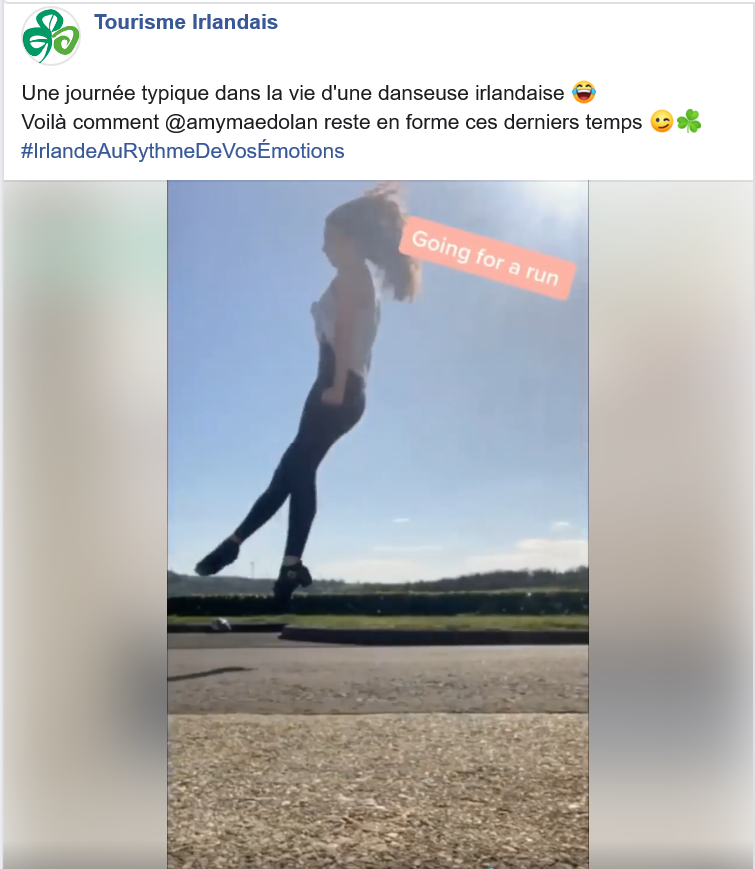 Tourisme Irlandais
Une journée typique dans la vie d'une danseuse irlandaise 😂
Voilà comment @amymaedolan reste en forme ces derniers temps 😉☘️
#IrlandeAuRythmeDeVosÉmotions
Going for a run